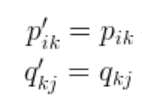 p′_{ik} = p_{ik}
q′_{kj} = q_{kj}